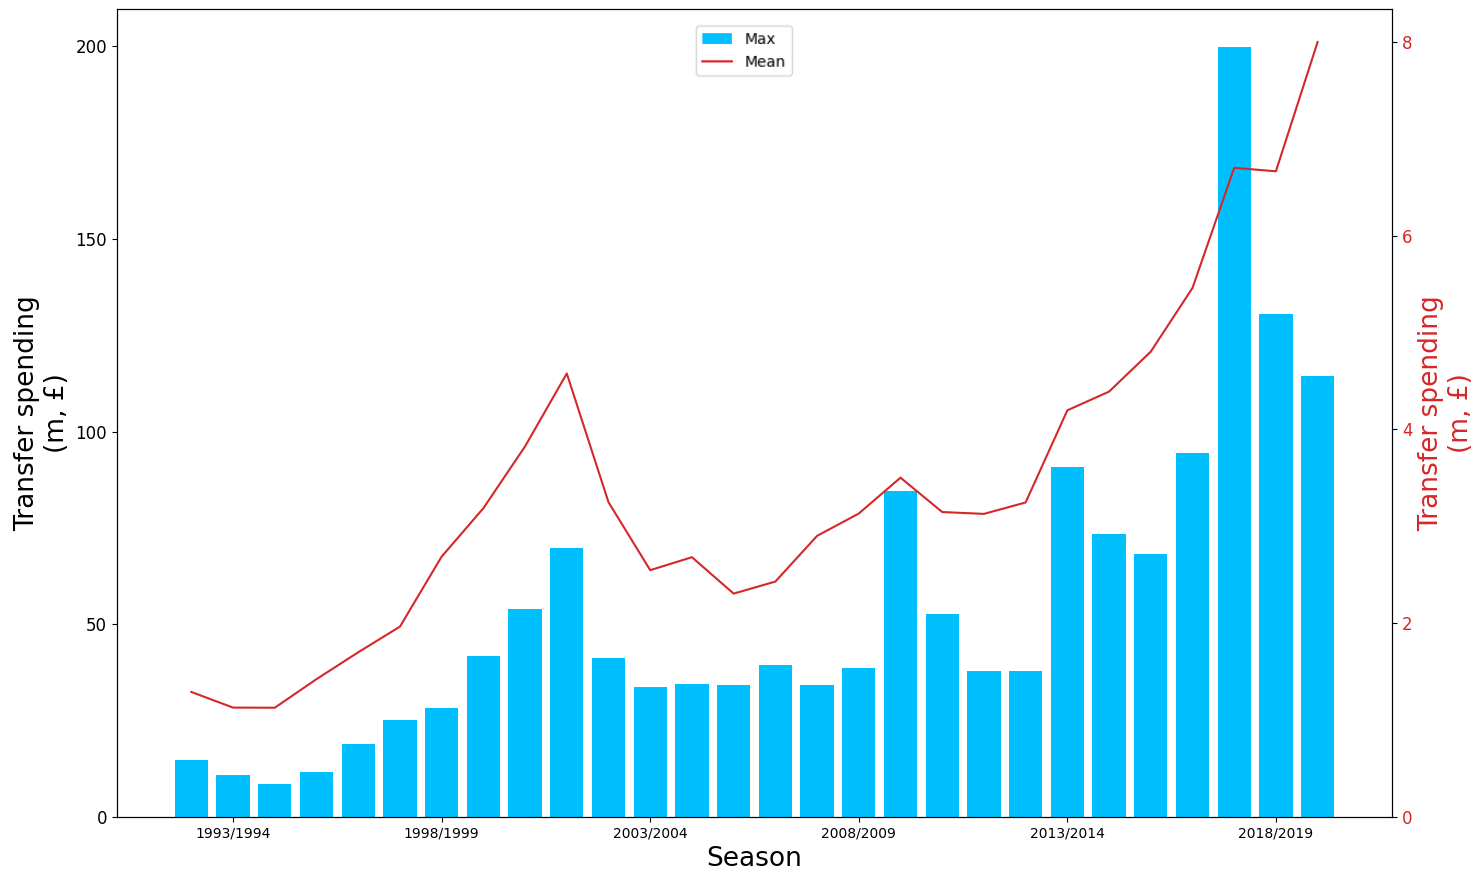 Max
Mean
Transfer spending
(m, £)
200
150
100
50
0
8
6
4
2
0
Transfer spending
(m, £)
1993/1994
1998/1999
2003/2004
2008/2009
2013/2014
2018/2019
Season